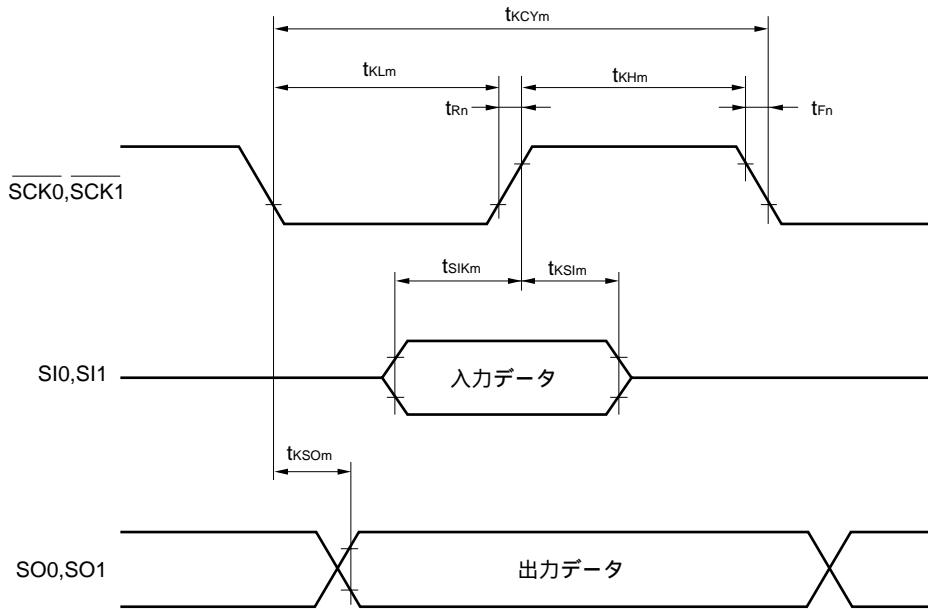 tKCYm
tKLm
tKHm
tRn
tFn
SCK0,SCK1
tSIKm
tKSIm
SI0,SI1
入力データ
tKSOm
SO0,SO1
出力データ